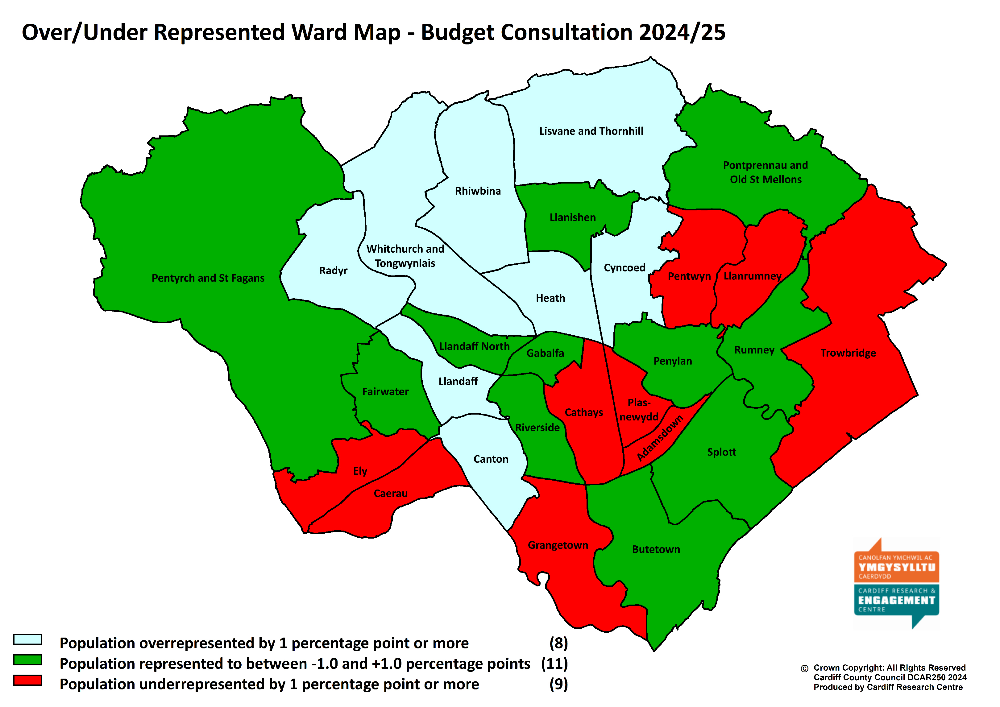 Over/Under Represented Ward Map - Budget Consultation 2024/25
Lisvane and Thornhill
Pontprennau and
Old St Mellons
Rhiwbina
Llanishen
Whitchurch and
Tongwynlais
Radyr
Cyncoed
Pentyrch and St Fagans
Pentwyn
Llanrumney
Heath
Llandaff North
Gabalfa
Rumney
Trowbridge
Penylan
Llandaff
Fairwater
Plas-
newydd
Cathays
Riverside
Adamsdown
Splott
Canton
Ely
Caerau
Grangetown
Butetown
CANOLFAN YMCHWIL AC
YMGYSYLLTU
CAERDYDD
CARDIFF RESEARCH &
ENGAGEMENT
CENTRE
Population overrepresented by 1 percentage point or more (8)
Population represented to between -1.0 and +1.0 percentage points (11)
Population underrepresented by 1 percentage point or more (9)
© Crown Copyright: All Rights Reserved
Cardiff County Council DCAR250 2024
Produced by Cardiff Research Centre